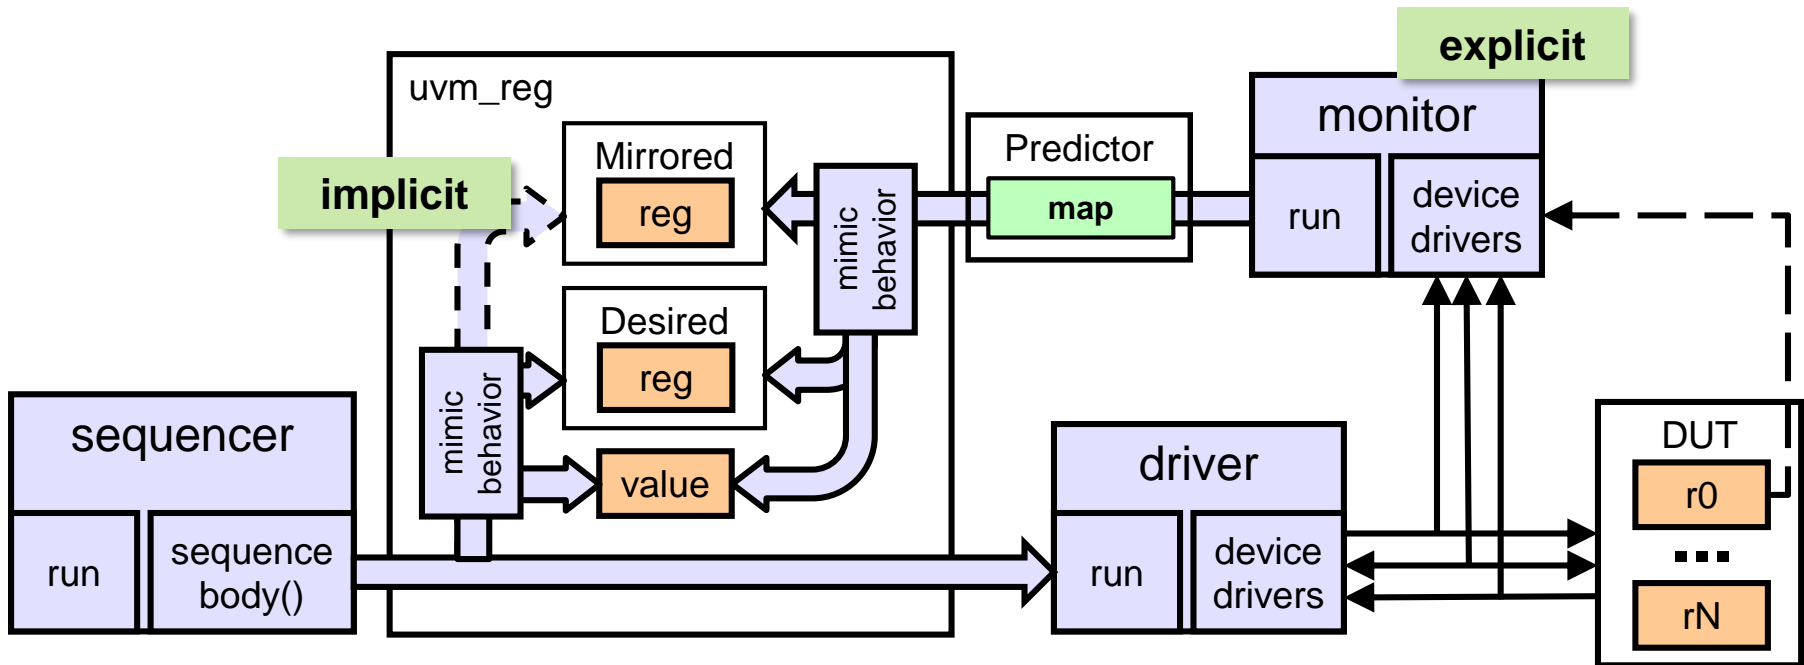 explicit
uvm_reg
monitor
Mirrored
Predictor
implicit
reg
mimic
behavior
map
run
device
drivers
Desired
reg
mimic
behavior
sequencer
value
driver
DUT
r0
run
sequence
body()
run
device
drivers
...
rN